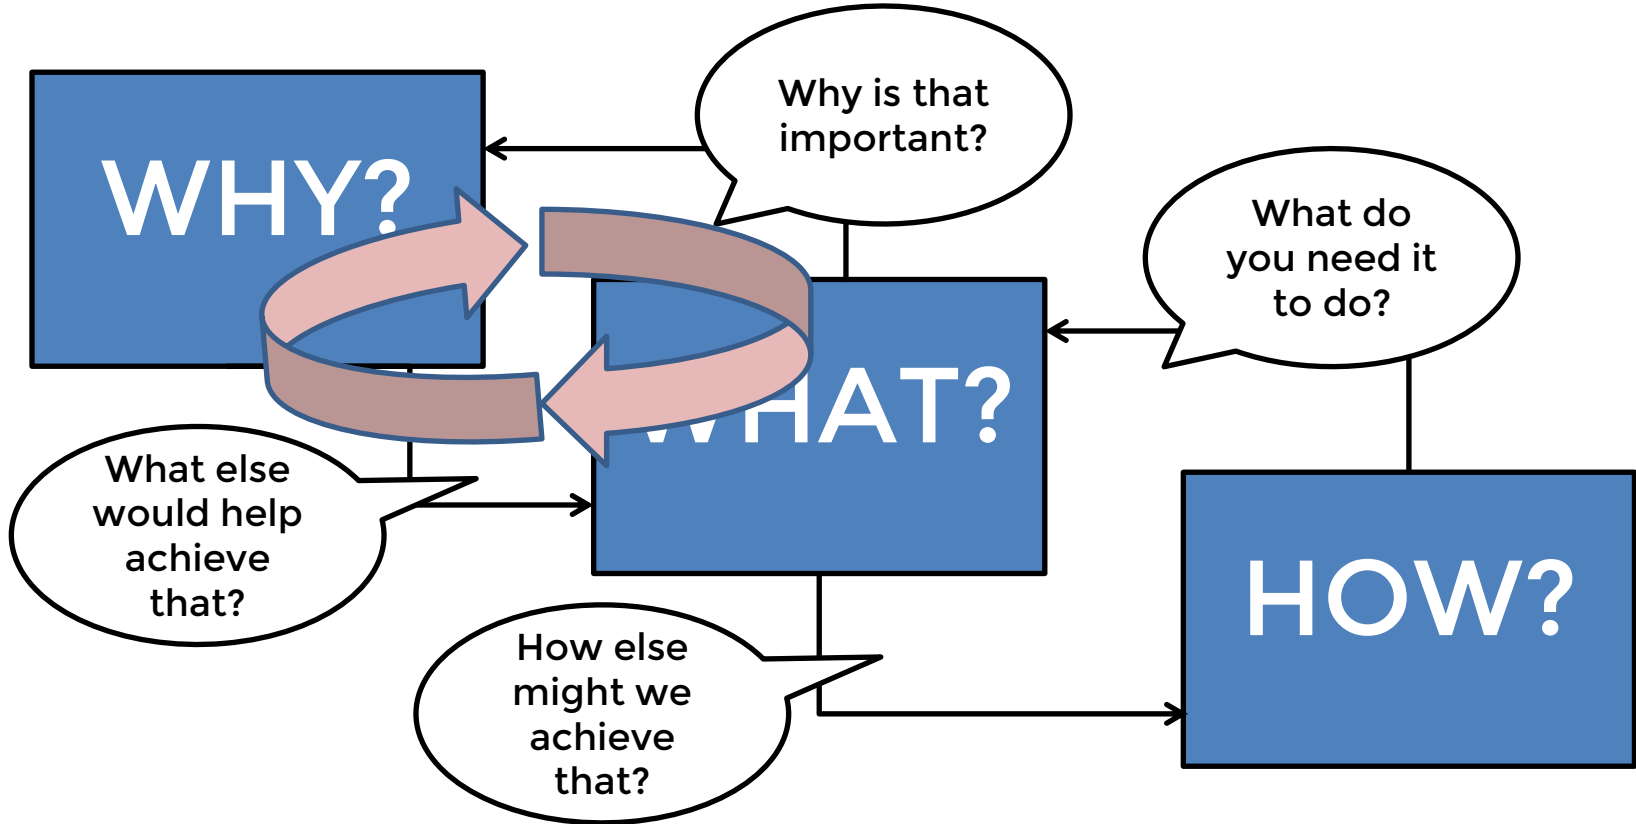 WHY?
Why is that
important?
What do
you need it
to do?
WHAT?
What else
would help
achieve
that?
HOW?
How else
might we
achieve
that?